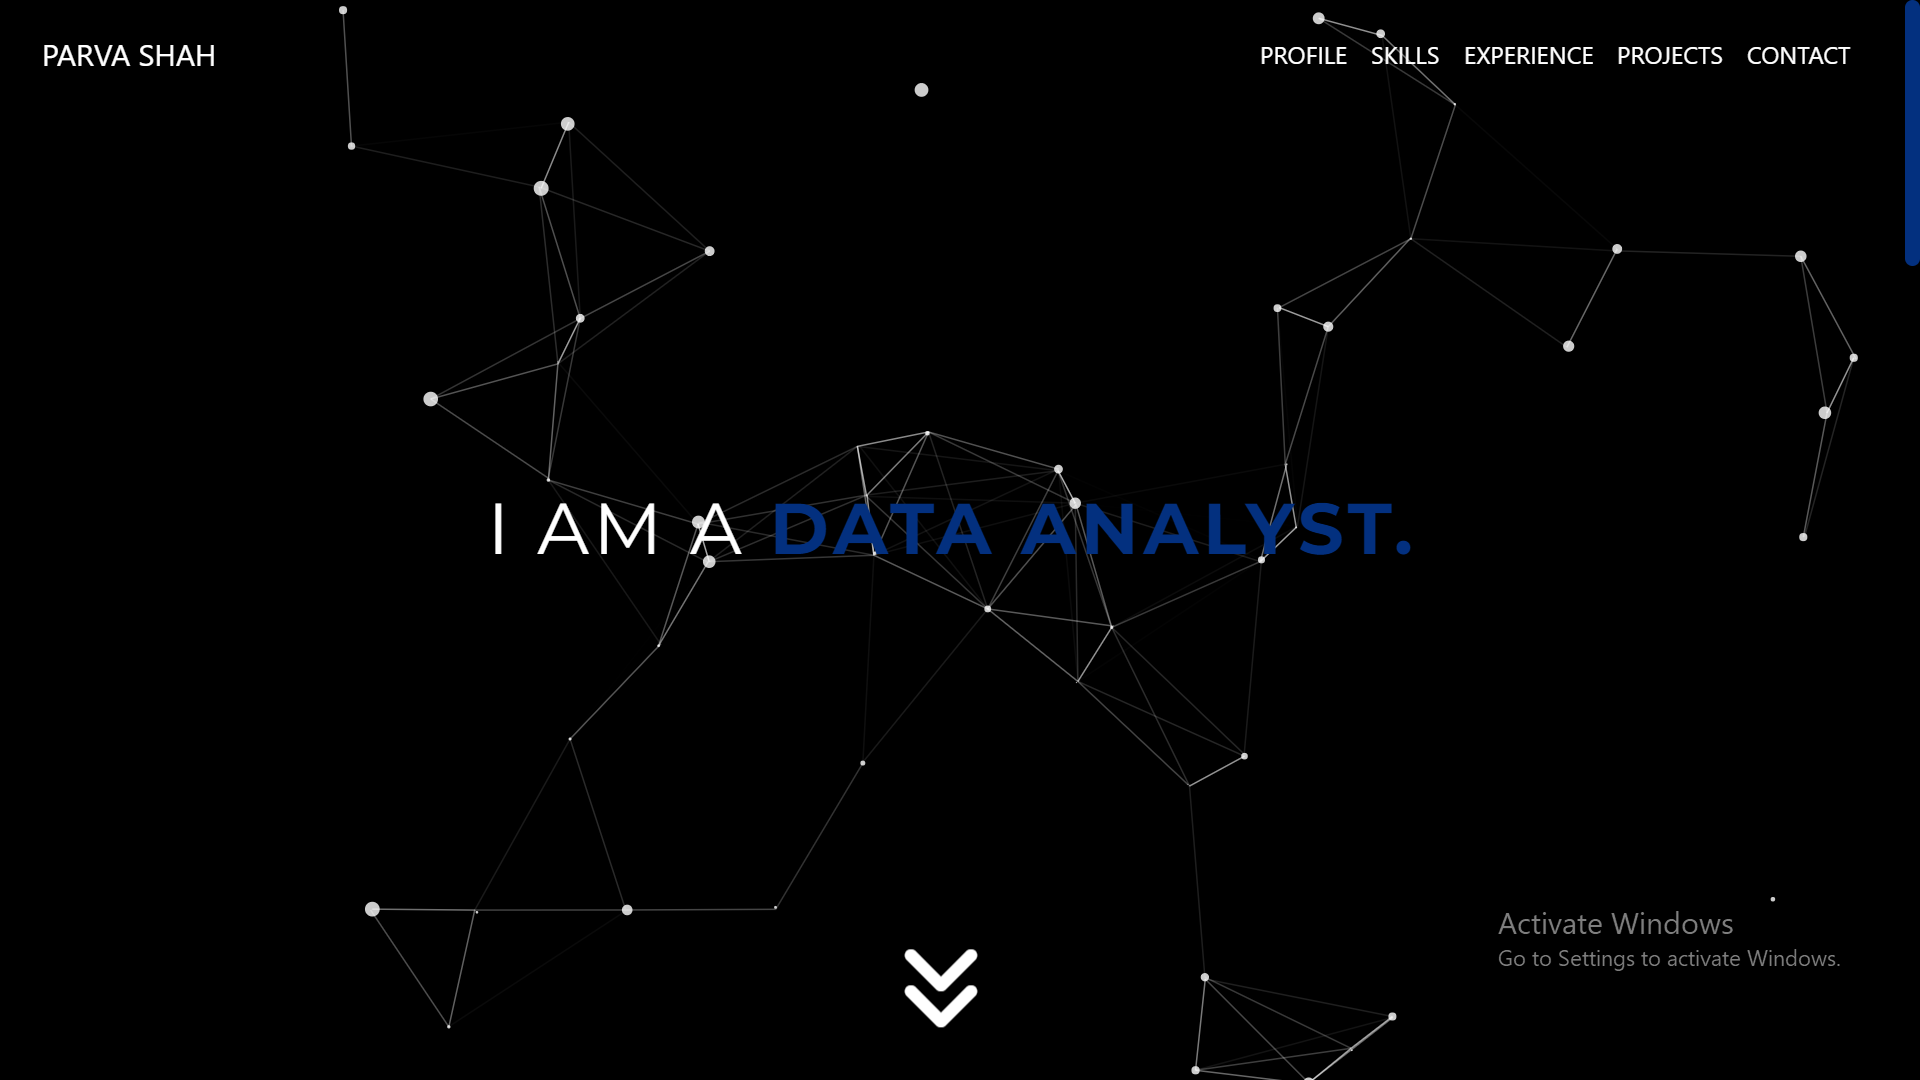 PARVA SHAH
PROFILE SKILLS EXPERIENCE PROJECTS CONTACT
I AM A DATA ANALYST.
Activate Windows
Go to Settings to activate Windows.